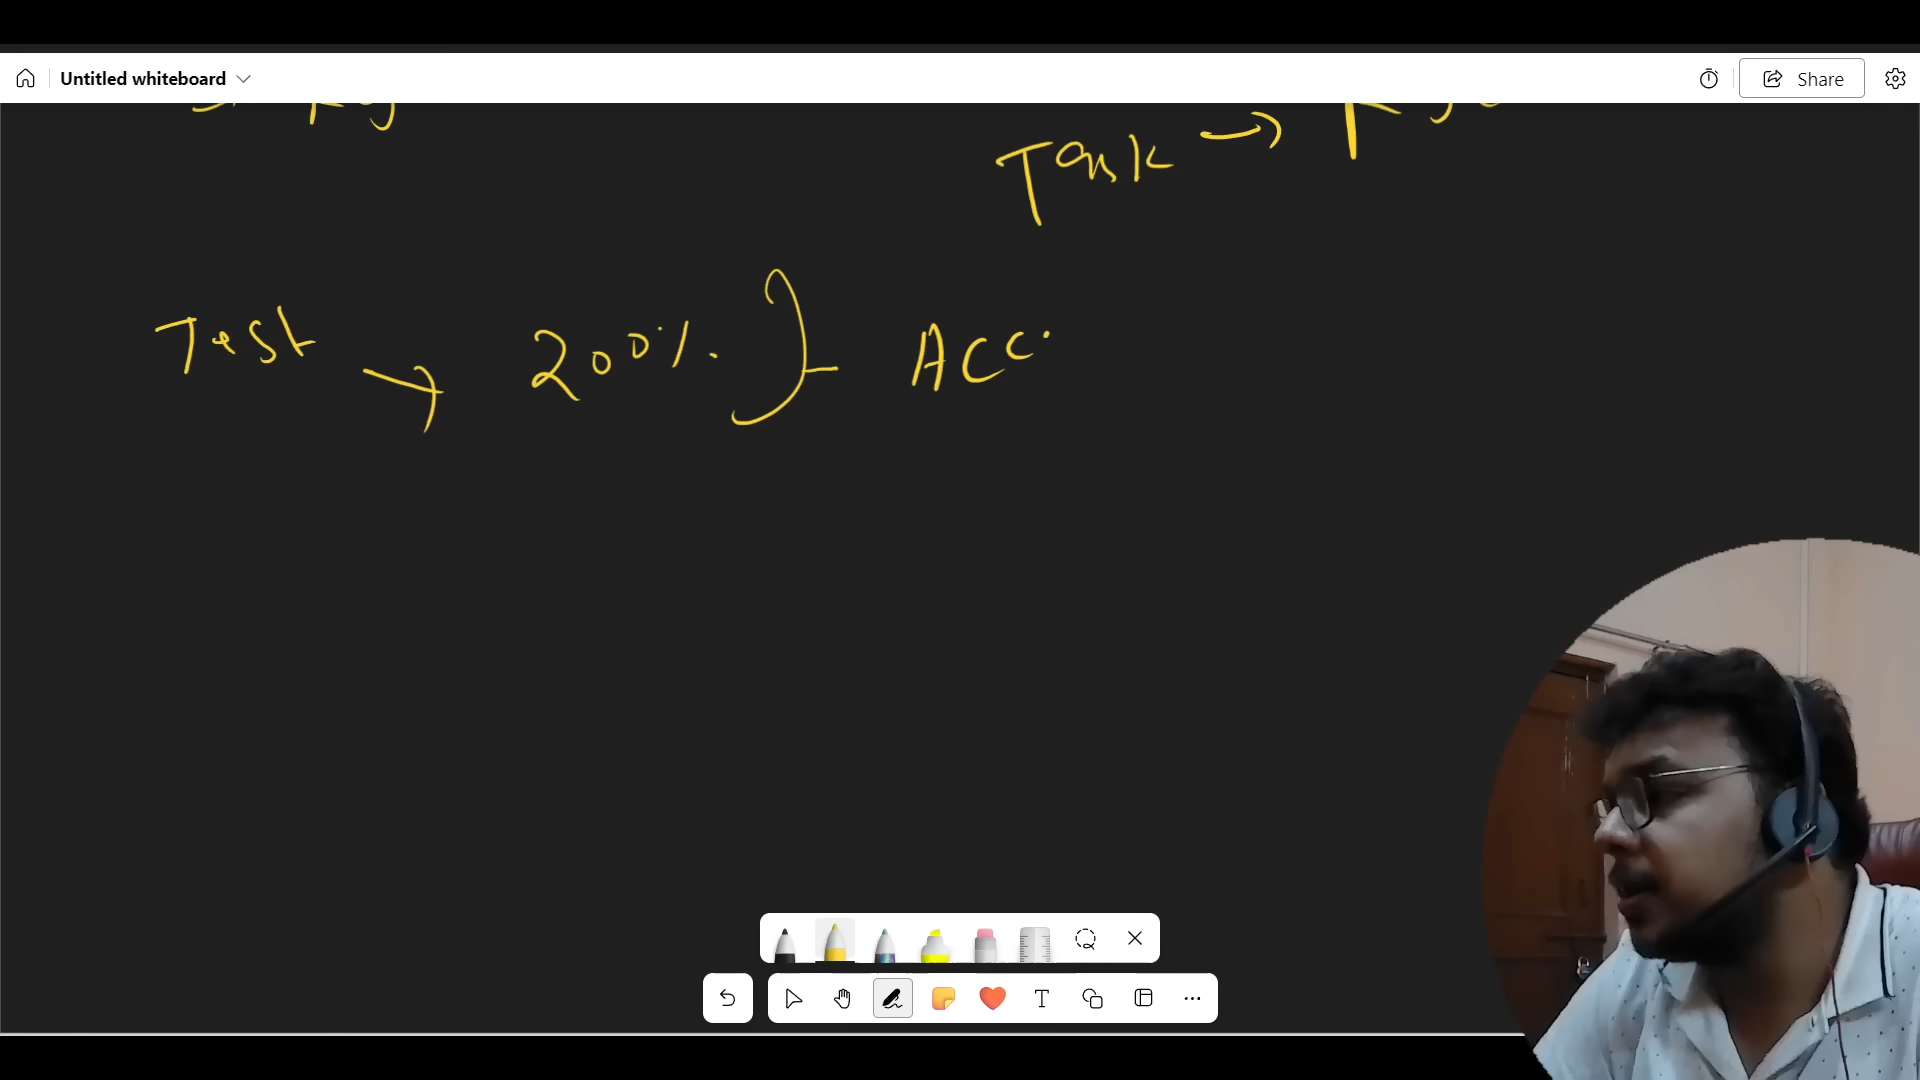 Untitled whiteboard
Share
Task →
Test → 200%. } - ACC.
T